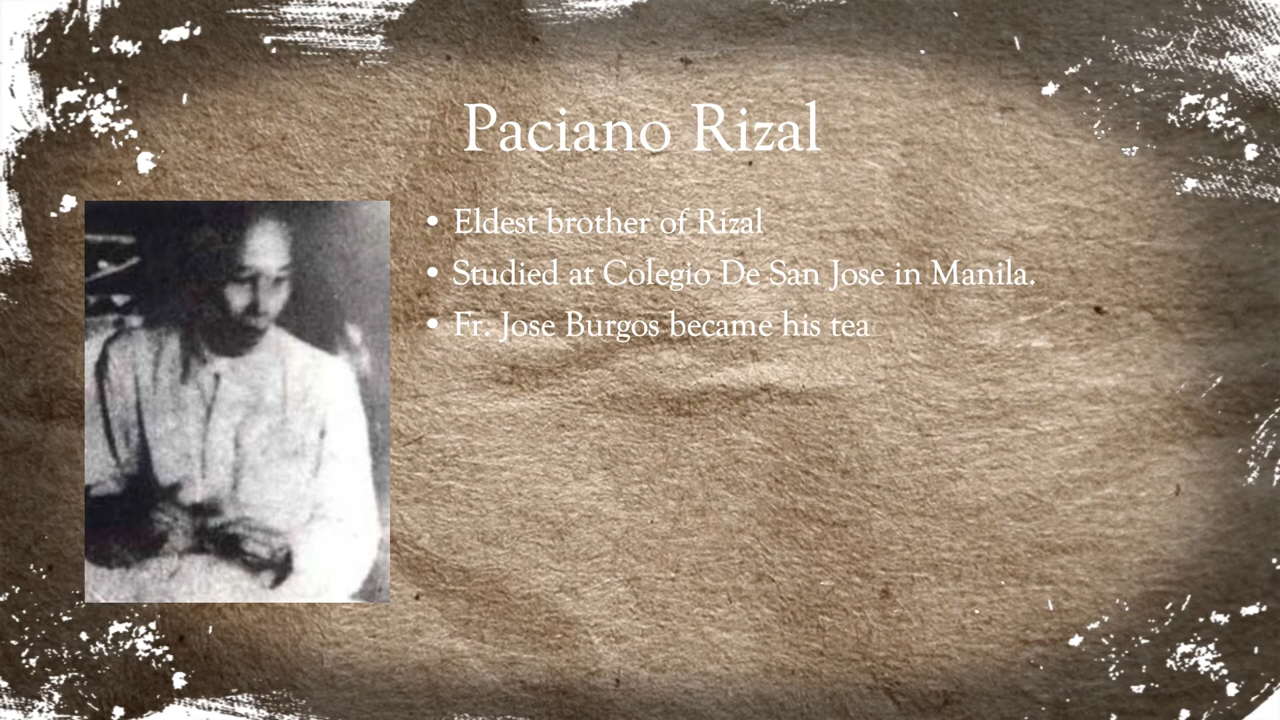 Paciano Rizal
• Eldest brother of Rizal
• Studied at Colegio De San Jose in Manila.
• Fr. Jose Burgos became his tea